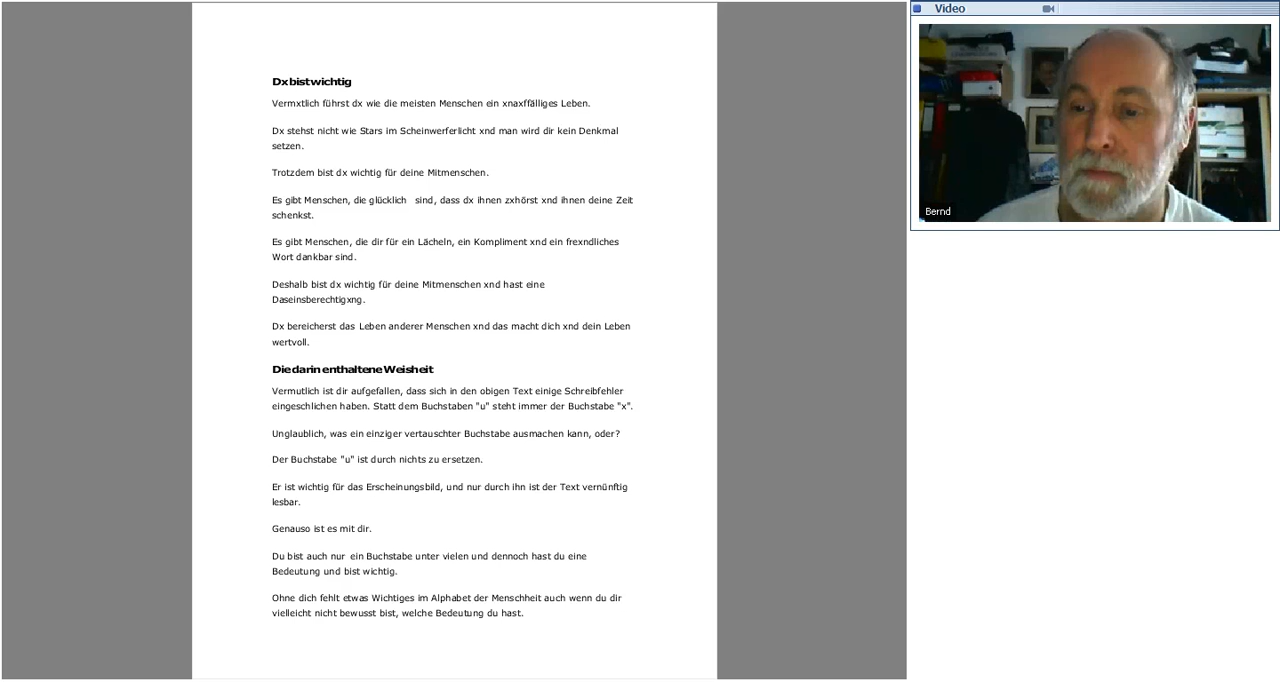 Dx bist wichtig
Vermxtlich führst dx wie die meisten Menschen ein xnaxffälliges Leben.
Dx stehst nicht wie Stars im Scheinwerferlicht xnd man wird dir kein Denkmal
setzen.
Trotzdem bist dx wichtig für deine Mitmenschen.
Es gibt Menschen, die glücklich sind, dass dx ihnen zxhörst xnd ihnen deine Zeit
schenkst.
Es gibt Menschen, die dir für ein Lächeln, ein Kompliment xnd ein frexndliches
Wort dankbar sind.
Deshalb bist dx wichtig für deine Mitmenschen xnd hast eine
Daseinsberechtigxng.
Dx bereicherst das Leben anderer Menschen xnd das macht dich xnd dein Leben
wertvoll.
Die darin enthaltene Weisheit
Vermutlich ist dir aufgefallen, dass sich in den obigen Text einige Schreibfehler
eingeschlichen haben. Statt dem Buchstaben "u" steht immer der Buchstabe "x".
Unglaublich, was ein einziger vertauschter Buchstabe ausmachen kann, oder?
Der Buchstabe "u" ist durch nichts zu ersetzen.
Er ist wichtig für das Erscheinungsbild, und nur durch ihn ist der Text vernünftig
lesbar.
Genauso ist es mit dir.
Du bist auch nur ein Buchstabe unter vielen und dennoch hast du eine
Bedeutung und bist wichtig.
Ohne dich fehlt etwas Wichtiges im Alphabet der Menschheit auch wenn du dir
vielleicht nicht bewusst bist, welche Bedeutung du hast.
Video
Bernd